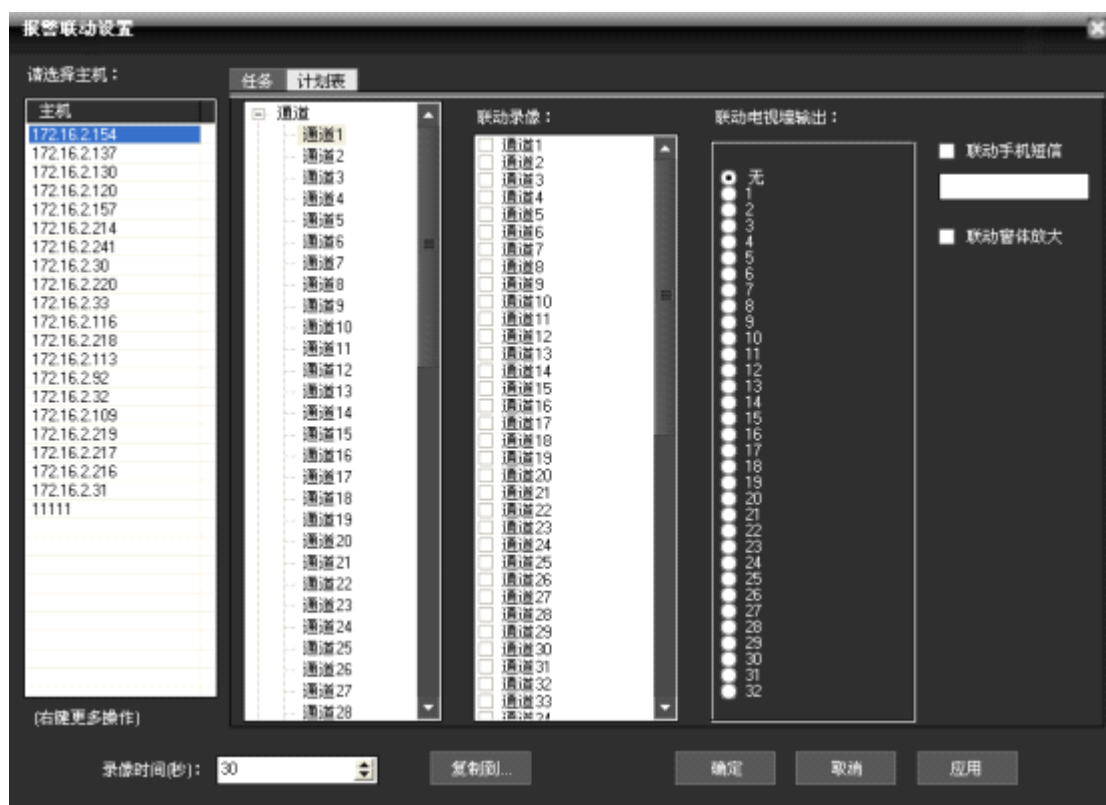 报警联动设置
请选择主机：
主机
172.16.2.154
172.16.2.137
172.16.2.130
172.16.2.120
172.16.2.157
172.16.2.214
172.16.2.241
172.16.2.30
172.16.2.220
172.16.2.33
172.16.2.116
172.16.2.218
172.16.2.113
172.16.2.92
172.16.2.32
172.16.2.109
172.16.2.219
172.16.2.217
172.16.2.216
172.16.2.31
11111
(右键更多操作)
任务 计划表
通道
通道1
通道2
通道3
通道4
通道5
通道6
通道7
通道8
通道9
通道10
通道11
通道12
通道13
通道14
通道15
通道16
通道17
通道18
通道19
通道20
通道21
通道22
通道23
通道24
通道25
通道26
通道27
通道28
联动录像：
通道1
通道2
通道3
通道4
通道5
通道6
通道7
通道8
通道9
通道10
通道11
通道12
通道13
通道14
通道15
通道16
通道17
通道18
通道19
通道20
通道21
通道22
通道23
通道24
通道25
通道26
通道27
通道28
通道29
通道30
通道31
通道32
通道33
通道34
联动电视墙输出：
无
1
2
3
4
5
6
7
8
9
10
11
12
13
14
15
16
17
18
19
20
21
22
23
24
25
26
27
28
29
30
31
32
联动手机短信
联动窗体放大
录像时间(秒)：
30
复制到...
确定
取消
应用